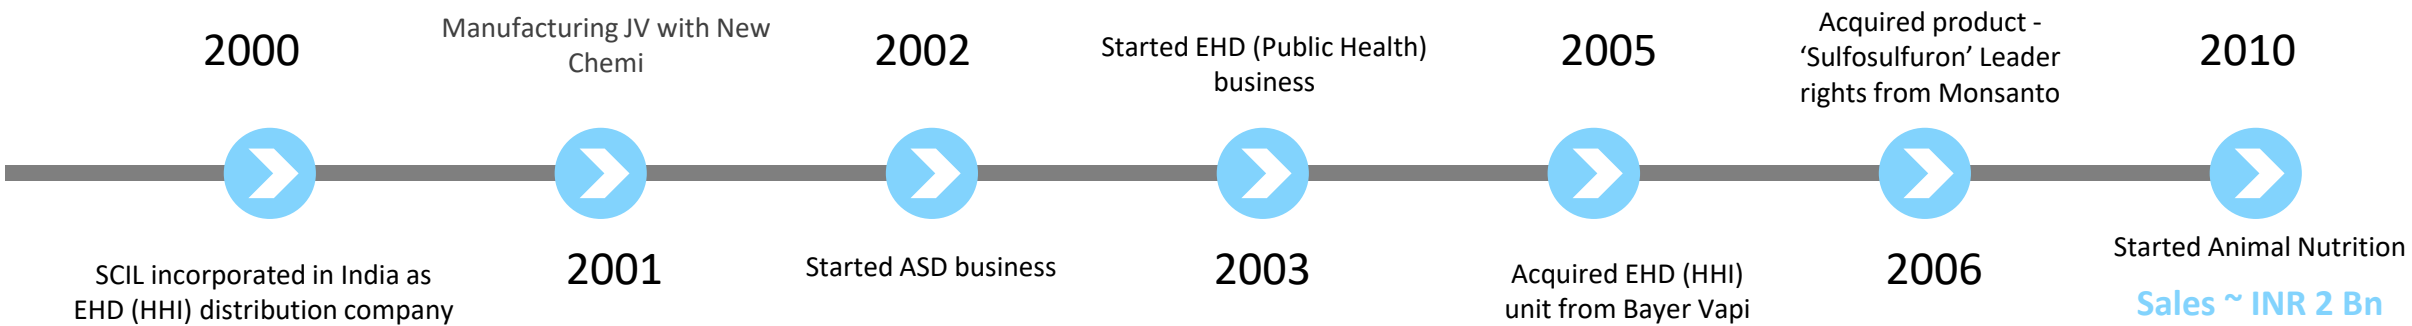 2000
SCIL incorporated in India as
EHD (HHI) distribution company
Manufacturing JV with New
Chemi
2001
2002
Started ASD business
Started EHD (Public Health)
business
2003
2005
Acquired EHD (HHI)
unit from Bayer Vapi
Acquired product -
‘Sulfosulfuron’ Leader
rights from Monsanto
2006
2010
Started Animal Nutrition
Sales ~ INR 2 Bn